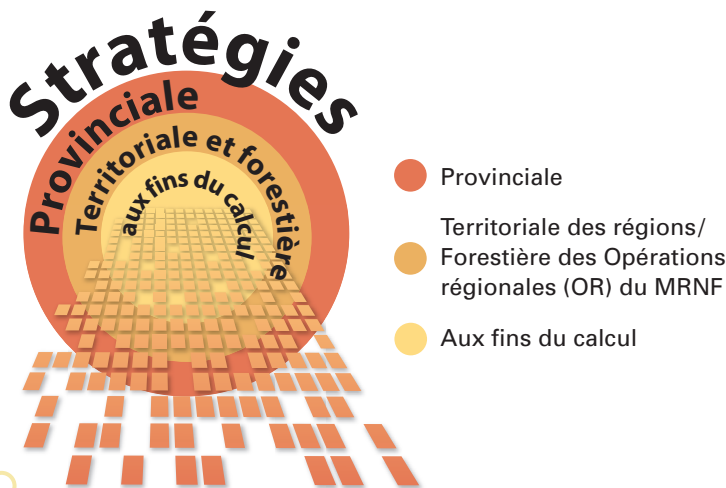 Stratégies
Provinciale
Territoriale et forestière
aux fins du calcul
Provinciale
Territoriale des régions/
Forestière des Opérations
régionales (OR) du MRNF
Aux fins du calcul